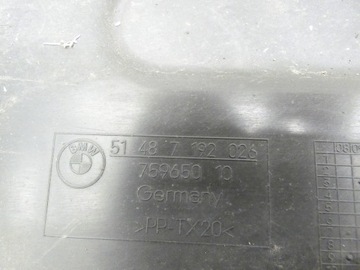 BMW
51 48 7 192 026
759650 10
Germany
>PP-TX20<